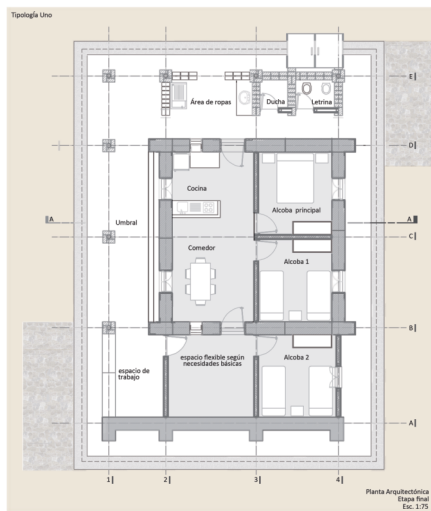 Tipología Uno
E
Área de ropas
Ducha
Letrina
D
Cocina
Alcoba principal
A
A
Umbral
C
Comedor
Alcoba 1
B
espacio de
trabajo
espacio flexible según
necesidades básicas
Alcoba 2
A
1
2
3
4
Planta Arquitectónica
Etapa final
Esc. 1:75